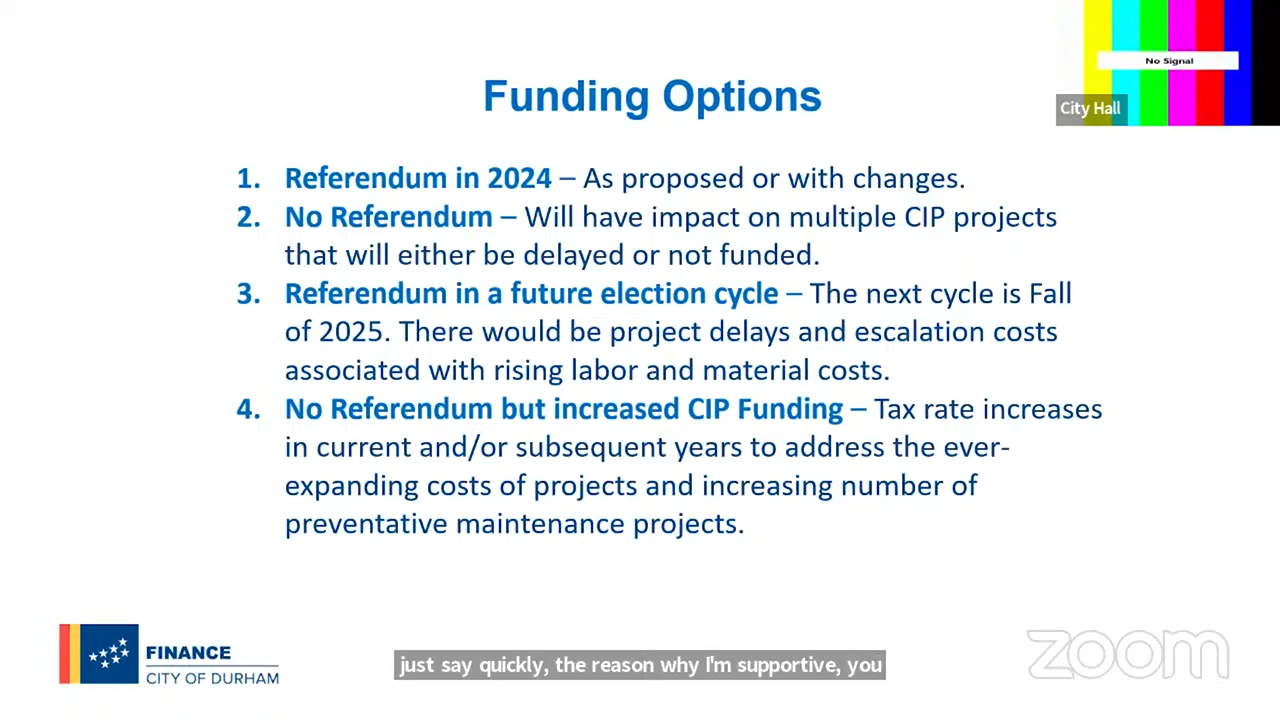 No Signal
City Hall
Funding Options
1. Referendum in 2024 – As proposed or with changes.
2. No Referendum – Will have impact on multiple CIP projects
that will either be delayed or not funded.
3. Referendum in a future election cycle – The next cycle is Fall
of 2025. There would be project delays and escalation costs
associated with rising labor and material costs.
4. No Referendum but increased CIP Funding – Tax rate increases
in current and/or subsequent years to address the ever-
expanding costs of projects and increasing number of
preventative maintenance projects.
FINANCE
CITY OF DURHAM
just say quickly, the reason why I'm supportive, you
zoom